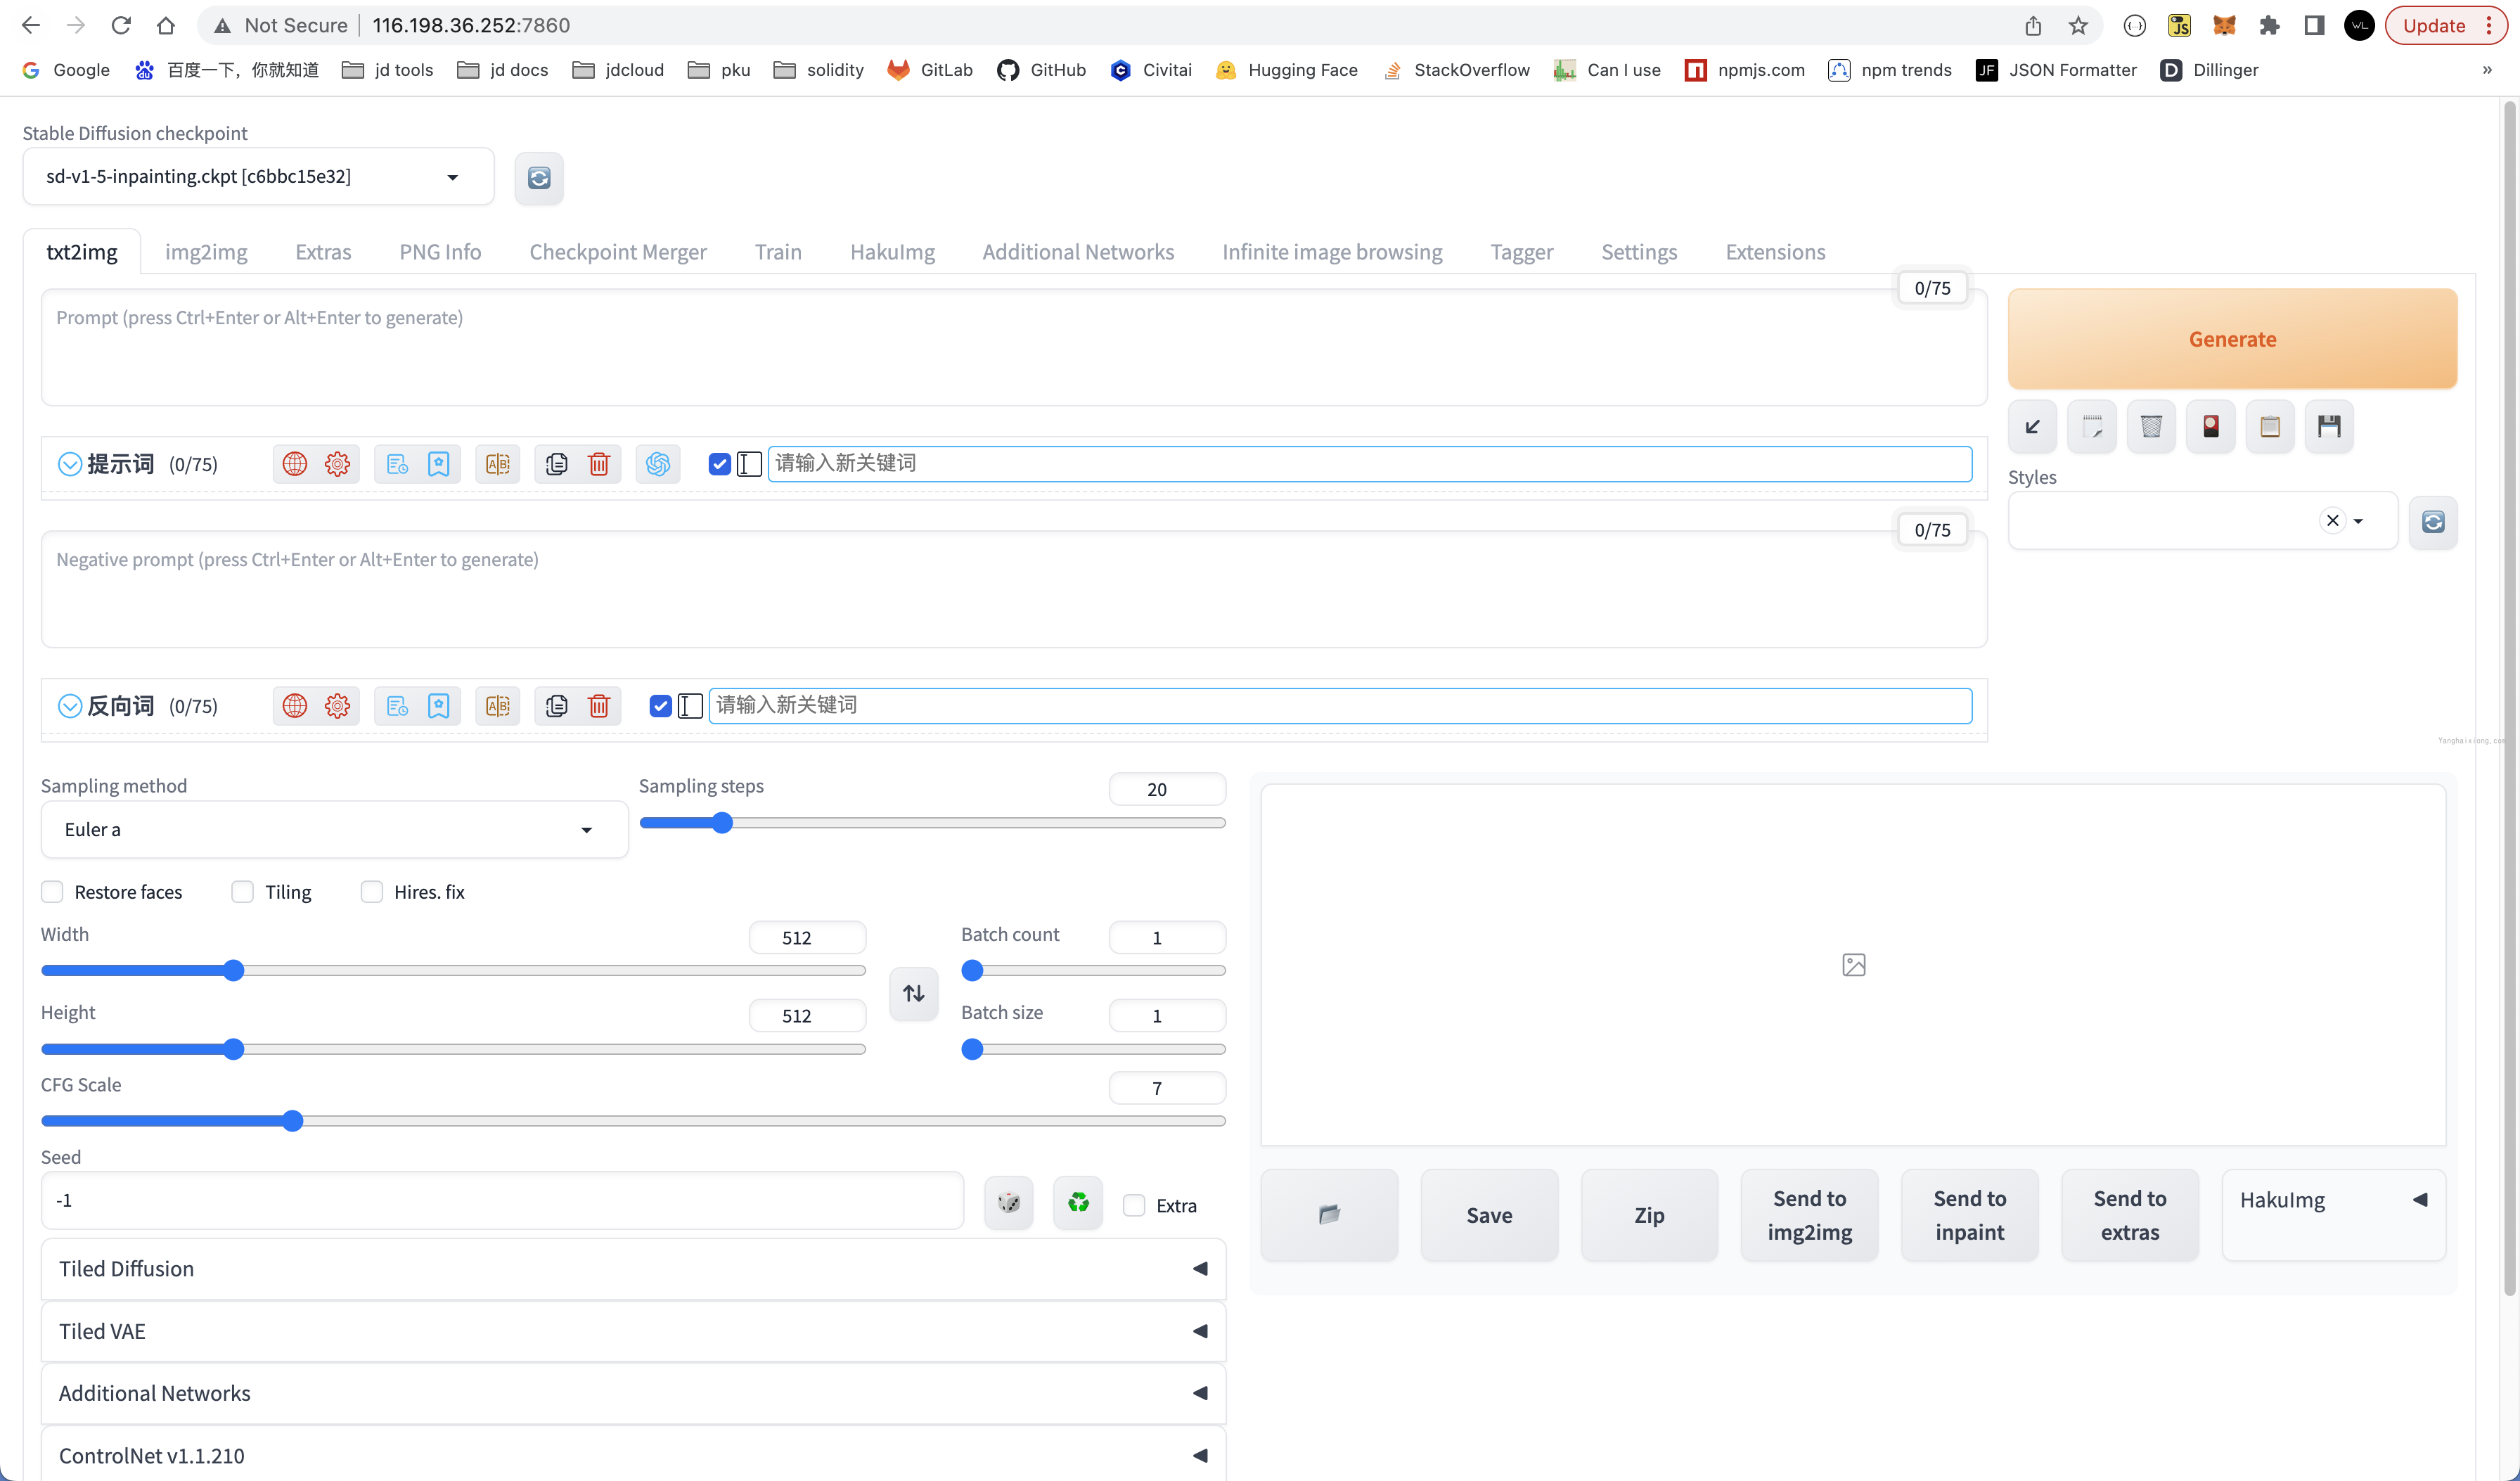 Not Secure 116.198.36.252:7860 Update
Google 百度一下，你就知道 jd tools jd docs jdcloud pku solidity GitLab GitHub Civitai Hugging Face StackOverflow Can I use npmjs.com npm trends JSON Formatter Dillinger »
Stable Diffusion checkpoint
sd-v1-5-inpainting.ckpt [c6bbc15e32]
txt2img img2img Extras PNG Info Checkpoint Merger Train HakuImg Additional Networks Infinite image browsing Tagger Settings Extensions
0/75
Prompt (press Ctrl+Enter or Alt+Enter to generate)
Generate
提示词 (0/75) 请输入新关键词
Styles
0/75
Negative prompt (press Ctrl+Enter or Alt+Enter to generate)
反向词 (0/75) 请输入新关键词
Yanghaixiong.com
Sampling method
Euler a
Sampling steps 20
Restore faces Tiling Hires. fix
Width 512
Batch count 1
Height 512
Batch size 1
CFG Scale 7
Seed
-1
Extra
Save
Zip
Send to
img2img
Send to
inpaint
Send to
extras
HakuImg
Tiled Diffusion
Tiled VAE
Additional Networks
ControlNet v1.1.210